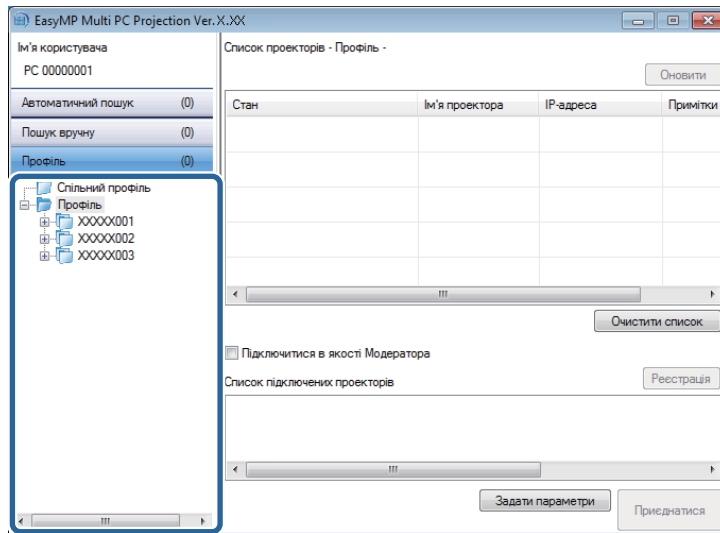 EasyMP Multi PC Projection Ver.X.XX
Ім'я користувача
PC 00000001
Автоматичний пошук (0)
Пошук вручну (0)
Профіль (0)
Спільний профіль
Профіль
XXXXX001
XXXXX002
XXXXX003
Список проекторів - Профіль -
Оновити
Стан Ім'я проектора IP-адреса Примітки
Очистити список
Підключитися в якості Модератора
Список підключених проекторів
Реєстрація
Задати параметри
Приєднатися